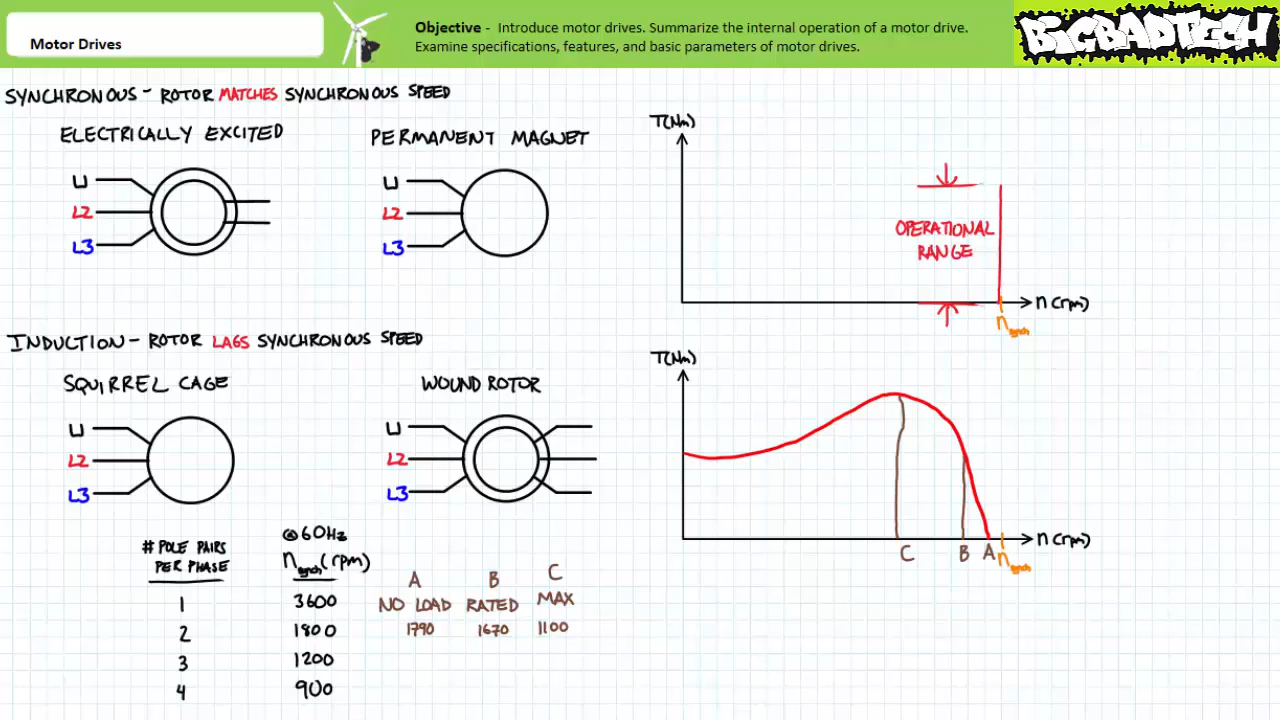 Motor Drives
Objective - Introduce motor drives. Summarize the internal operation of a motor drive.
Examine specifications, features, and basic parameters of motor drives.
BIGBADTECH
SYNCHRONOUS - ROTOR MATCHES SYNCHRONOUS SPEED
ELECTRICALLY EXCITED
L1
L2
L3
PERMANENT MAGNET
L1
L2
L3
T(Nm)
OPERATIONAL
RANGE
n(rpm)
nsynch
INDUCTION - ROTOR LAGS SYNCHRONOUS SPEED
SQUIRREL CAGE
L1
L2
L3
WOUND ROTOR
L1
L2
L3
T(Nm)
C B A
n(rpm)
nsynch
# POLE PAIRS
PER PHASE
@60Hz
nsynch(rpm)
1 3600
2 1800
3 1200
4 900
A B C
NO LOAD RATED MAX
1790 1670 1100